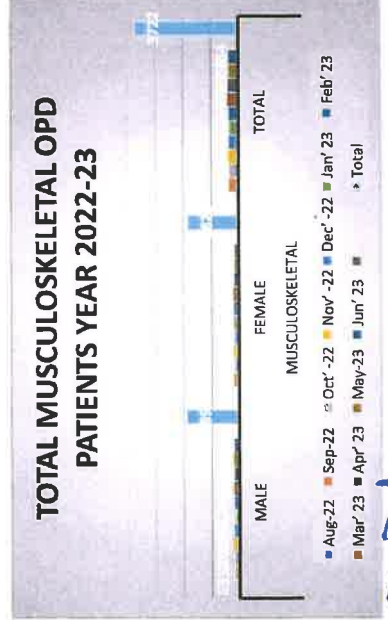 TOTAL MUSCULOSKELETAL OPD
PATIENTS YEAR 2022-23
3722
MALE FEMALE TOTAL
MUSCULOSKELETAL
Aug-22 Sep-22 Oct' -22 Nov' -22 Dec' -22 Jan' 23 Feb' 23
Mar' 23 Apr' 23 May-23 Jun' 23 Total